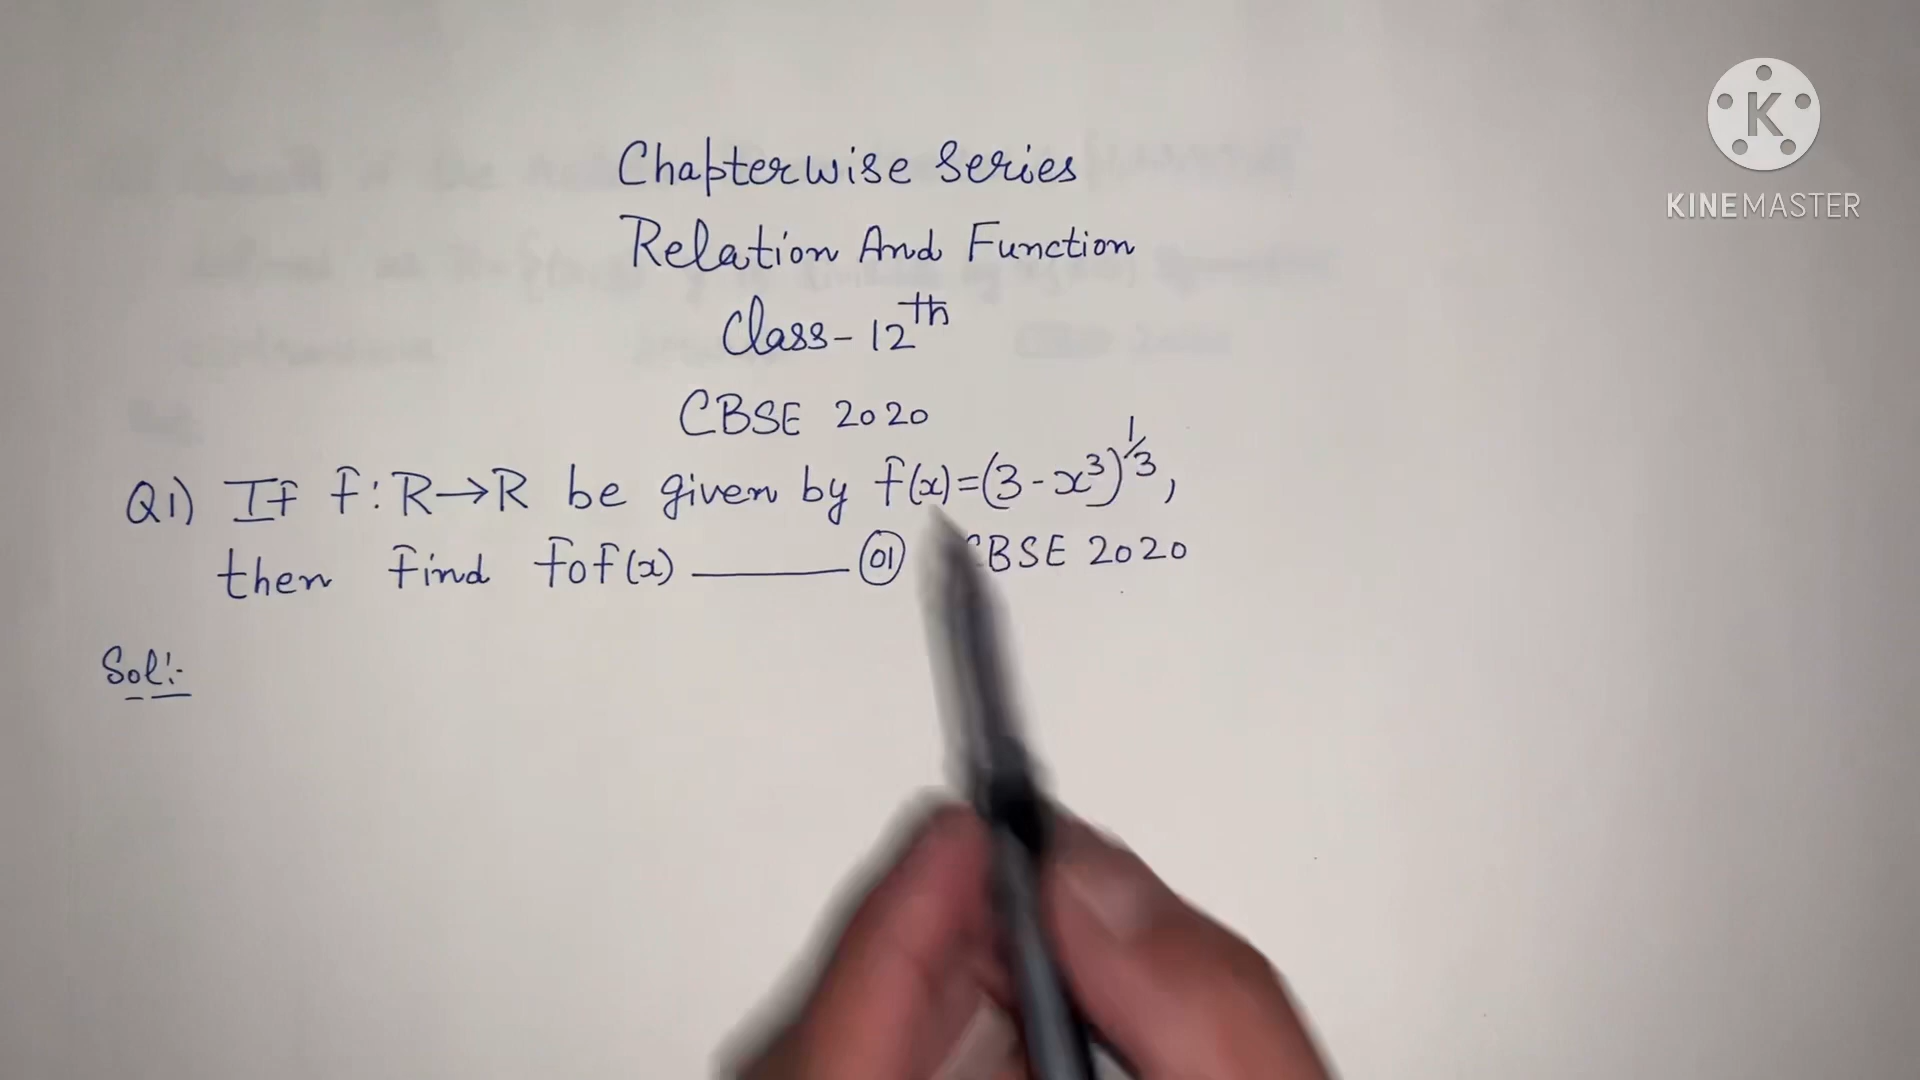 Chapterwise Series
Relation And Function
Class-12th
CBSE 2020
Q1) If f:R→R be given by f(x)=(3-x³)^1/3,
then find fof(x) ——— 01 CBSE 2020
Sol:-
K
KINEMASTER